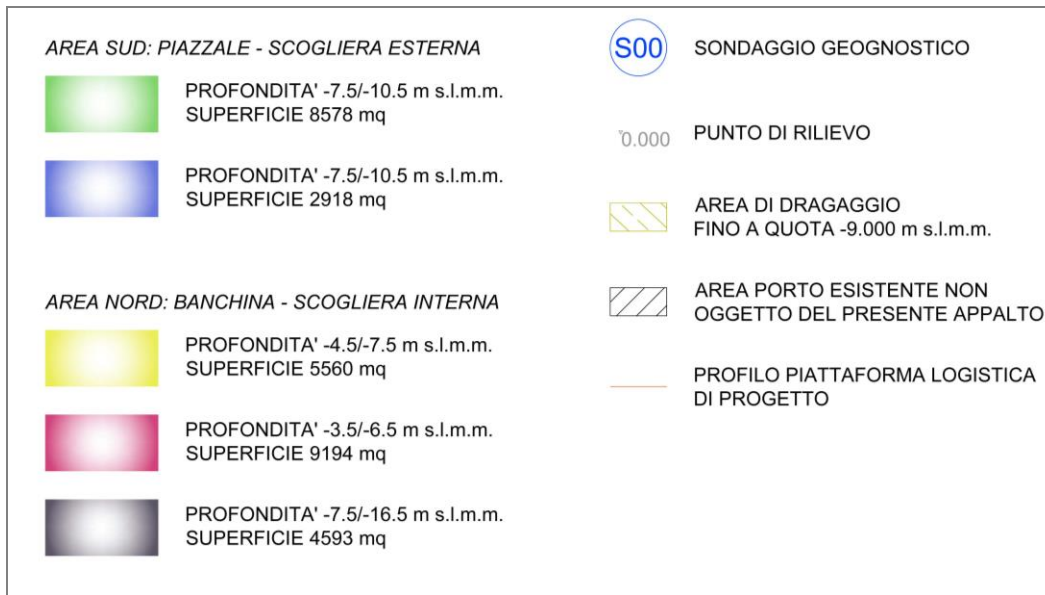 AREA SUD: PIAZZALE - SCOGLIERA ESTERNA
PROFONDITA' -7.5/-10.5 m s.l.m.m.
SUPERFICIE 8578 mq
PROFONDITA' -7.5/-10.5 m s.l.m.m.
SUPERFICIE 2918 mq
AREA NORD: BANCHINA - SCOGLIERA INTERNA
PROFONDITA' -4.5/-7.5 m s.l.m.m.
SUPERFICIE 5560 mq
PROFONDITA' -3.5/-6.5 m s.l.m.m.
SUPERFICIE 9194 mq
PROFONDITA' -7.5/-16.5 m s.l.m.m.
SUPERFICIE 4593 mq
S00 SONDAGGIO GEOGNOSTICO
0.000 PUNTO DI RILIEVO
AREA DI DRAGAGGIO
FINO A QUOTA -9.000 m s.l.m.m.
AREA PORTO ESISTENTE NON
OGGETTO DEL PRESENTE APPALTO
PROFILO PIATTAFORMA LOGISTICA
DI PROGETTO